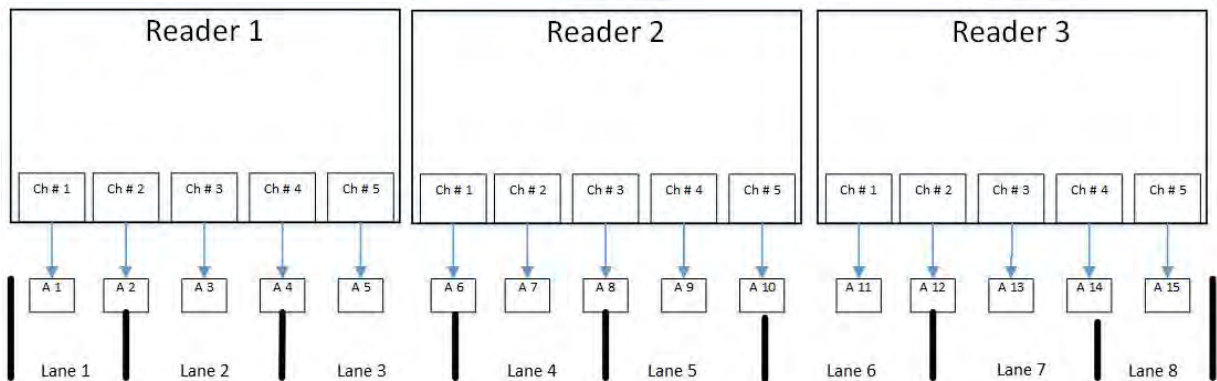 Reader 1 Reader 2 Reader 3
Ch # 1 Ch # 2 Ch # 3 Ch # 4 Ch # 5 Ch # 1 Ch # 2 Ch # 3 Ch # 4 Ch # 5 Ch # 1 Ch # 2 Ch # 3 Ch # 4 Ch # 5
A 1 A 2 A 3 A 4 A 5 A 6 A 7 A 8 A 9 A 10 A 11 A 12 A 13 A 14 A 15
Lane 1 Lane 2 Lane 3 Lane 4 Lane 5 Lane 6 Lane 7 Lane 8